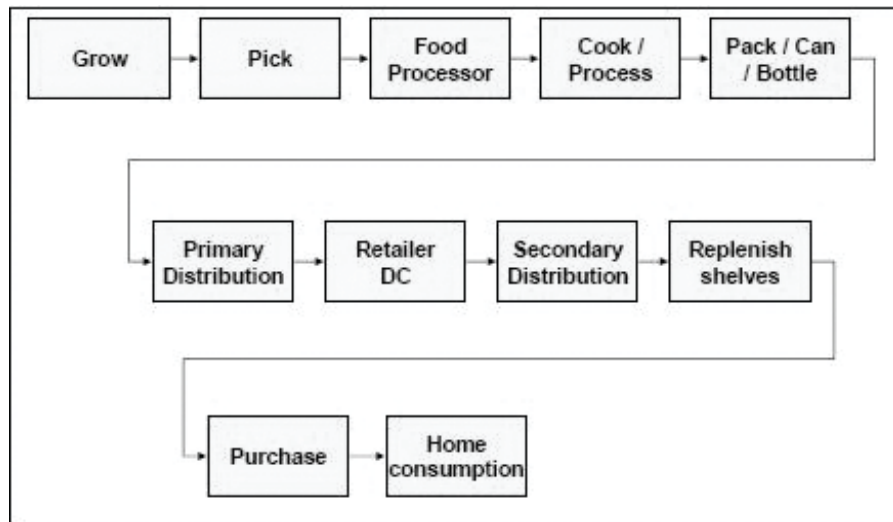 Grow
Pick
Food
Processor
Cook /
Process
Pack / Can
/ Bottle
Primary
Distribution
Retailer
DC
Secondary
Distribution
Replenish
shelves
Purchase
Home
consumption